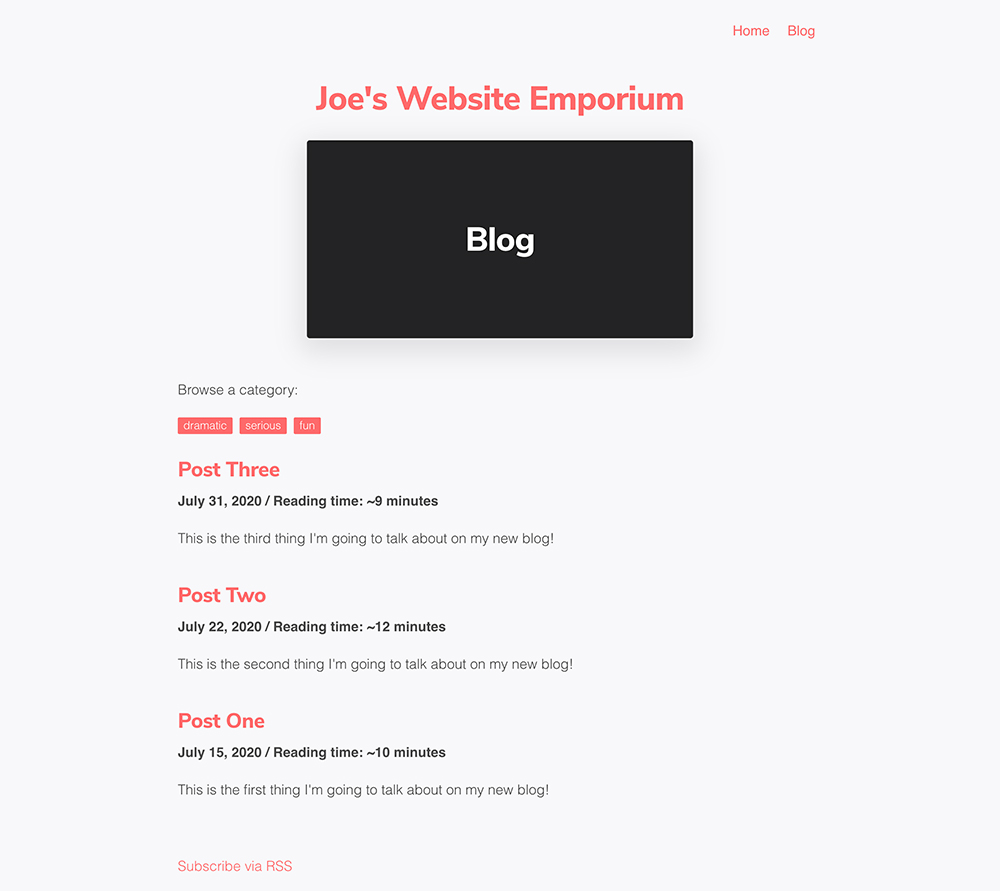 Home Blog
Joe's Website Emporium
Blog
Browse a category:
dramatic serious fun
Post Three
July 31, 2020 / Reading time: ~9 minutes
This is the third thing I'm going to talk about on my new blog!
Post Two
July 22, 2020 / Reading time: ~12 minutes
This is the second thing I'm going to talk about on my new blog!
Post One
July 15, 2020 / Reading time: ~10 minutes
This is the first thing I'm going to talk about on my new blog!
Subscribe via RSS